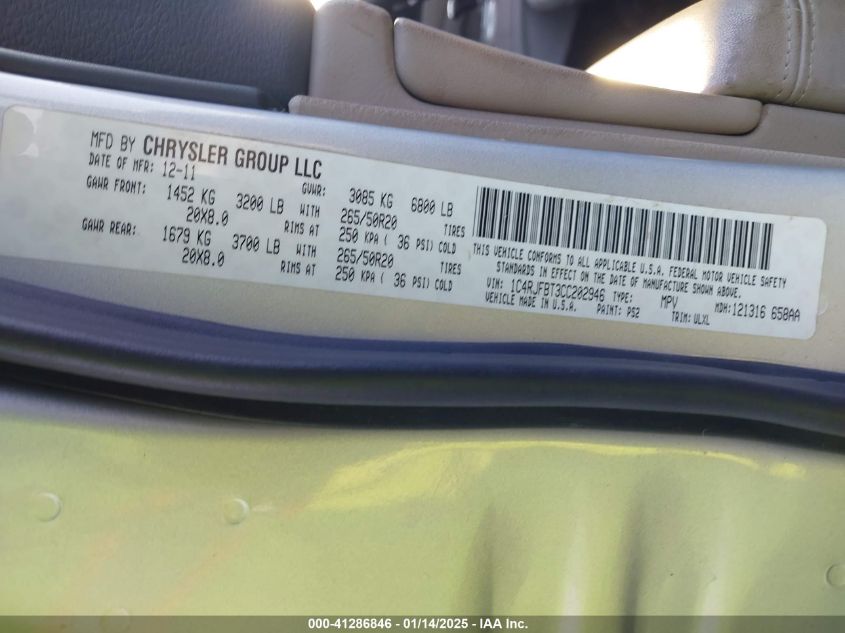 MFD BY CHRYSLER GROUP LLC
DATE OF MFR: 12-11 GVWR: 3085 KG 6800 LB
GAWR FRONT: 1452 KG 3200 LB WITH 265/50R20 TIRES
20X8.0 RIMS AT 250 KPA ( 36 PSI) COLD
GAWR REAR: 1679 KG 3700 LB WITH 265/50R20 TIRES
20X8.0 RIMS AT 250 KPA ( 36 PSI) COLD
THIS VEHICLE CONFORMS TO ALL APPLICABLE U.S.A. FEDERAL MOTOR VEHICLE SAFETY
STANDARDS IN EFFECT ON THE DATE OF MANUFACTURE SHOWN ABOVE.
VIN: 1C4RJFBT3CC202946 TYPE: MPV MDH:121316 658AA
VEHICLE MADE IN U.S.A. PAINT: PS2 TRIM: ULXL
000-41286846 - 01/14/2025 - IAA Inc.